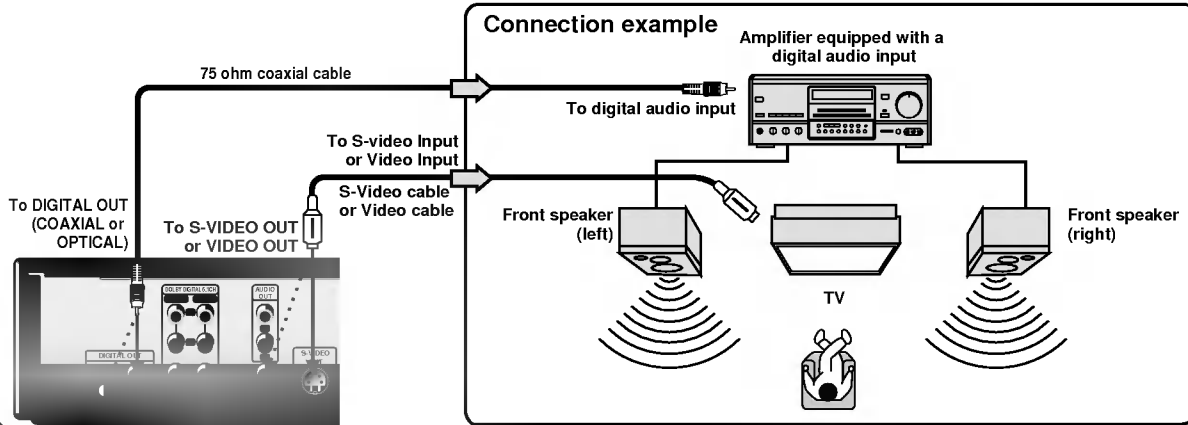 Connection example
Amplifier equipped with a
digital audio input
75 ohm coaxial cable
To digital audio input
To S-video Input
or Video Input
S-Video cable
or Video cable
To DIGITAL OUT
(COAXIAL or
OPTICAL)
To S-VIDEO OUT
or VIDEO OUT
Front speaker
(left)
Front speaker
(right)
TV
DOLBY DIGITAL 5.1CH
AUDIO
OUT
DIGITAL OUT
S-VIDEO